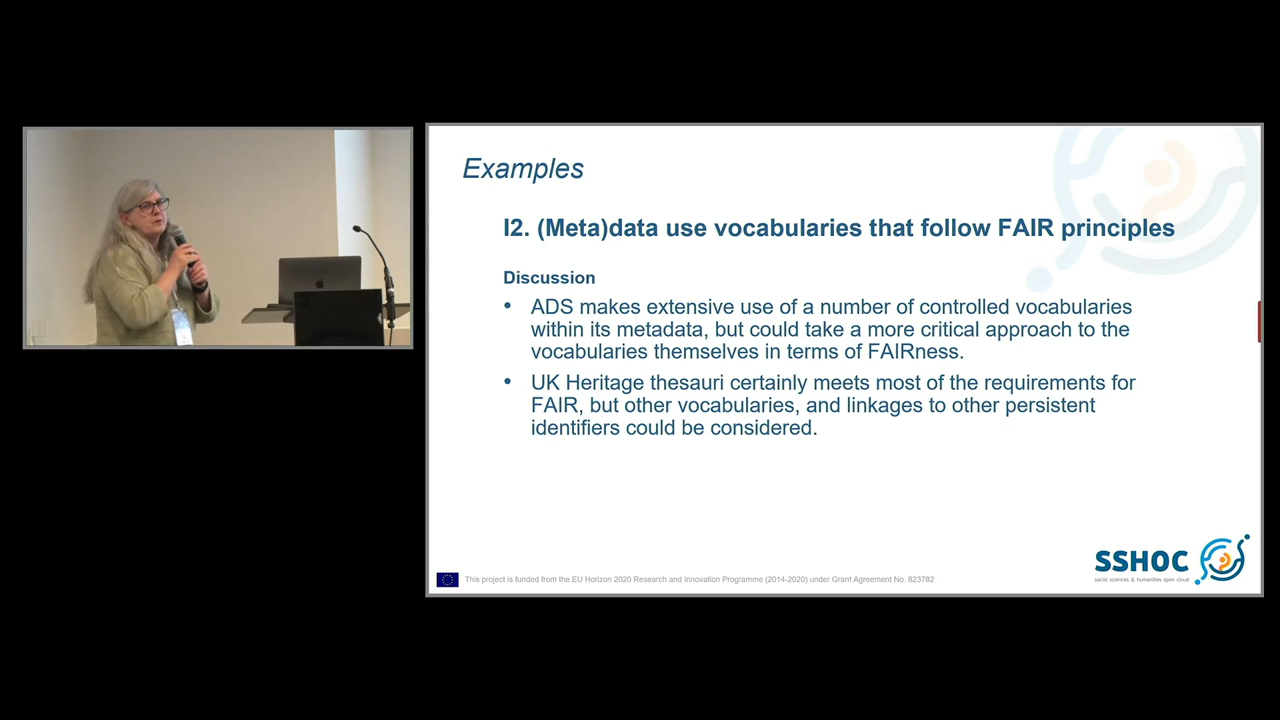 Examples
I2. (Meta)data use vocabularies that follow FAIR principles
Discussion
• ADS makes extensive use of a number of controlled vocabularies
within its metadata, but could take a more critical approach to the
vocabularies themselves in terms of FAIRness.
• UK Heritage thesauri certainly meets most of the requirements for
FAIR, but other vocabularies, and linkages to other persistent
identifiers could be considered.
SSHOC
social sciences & humanities open cloud
This project is funded from the EU Horizon 2020 Research and Innovation Programme (2014-2020) under Grant Agreement No. 823782